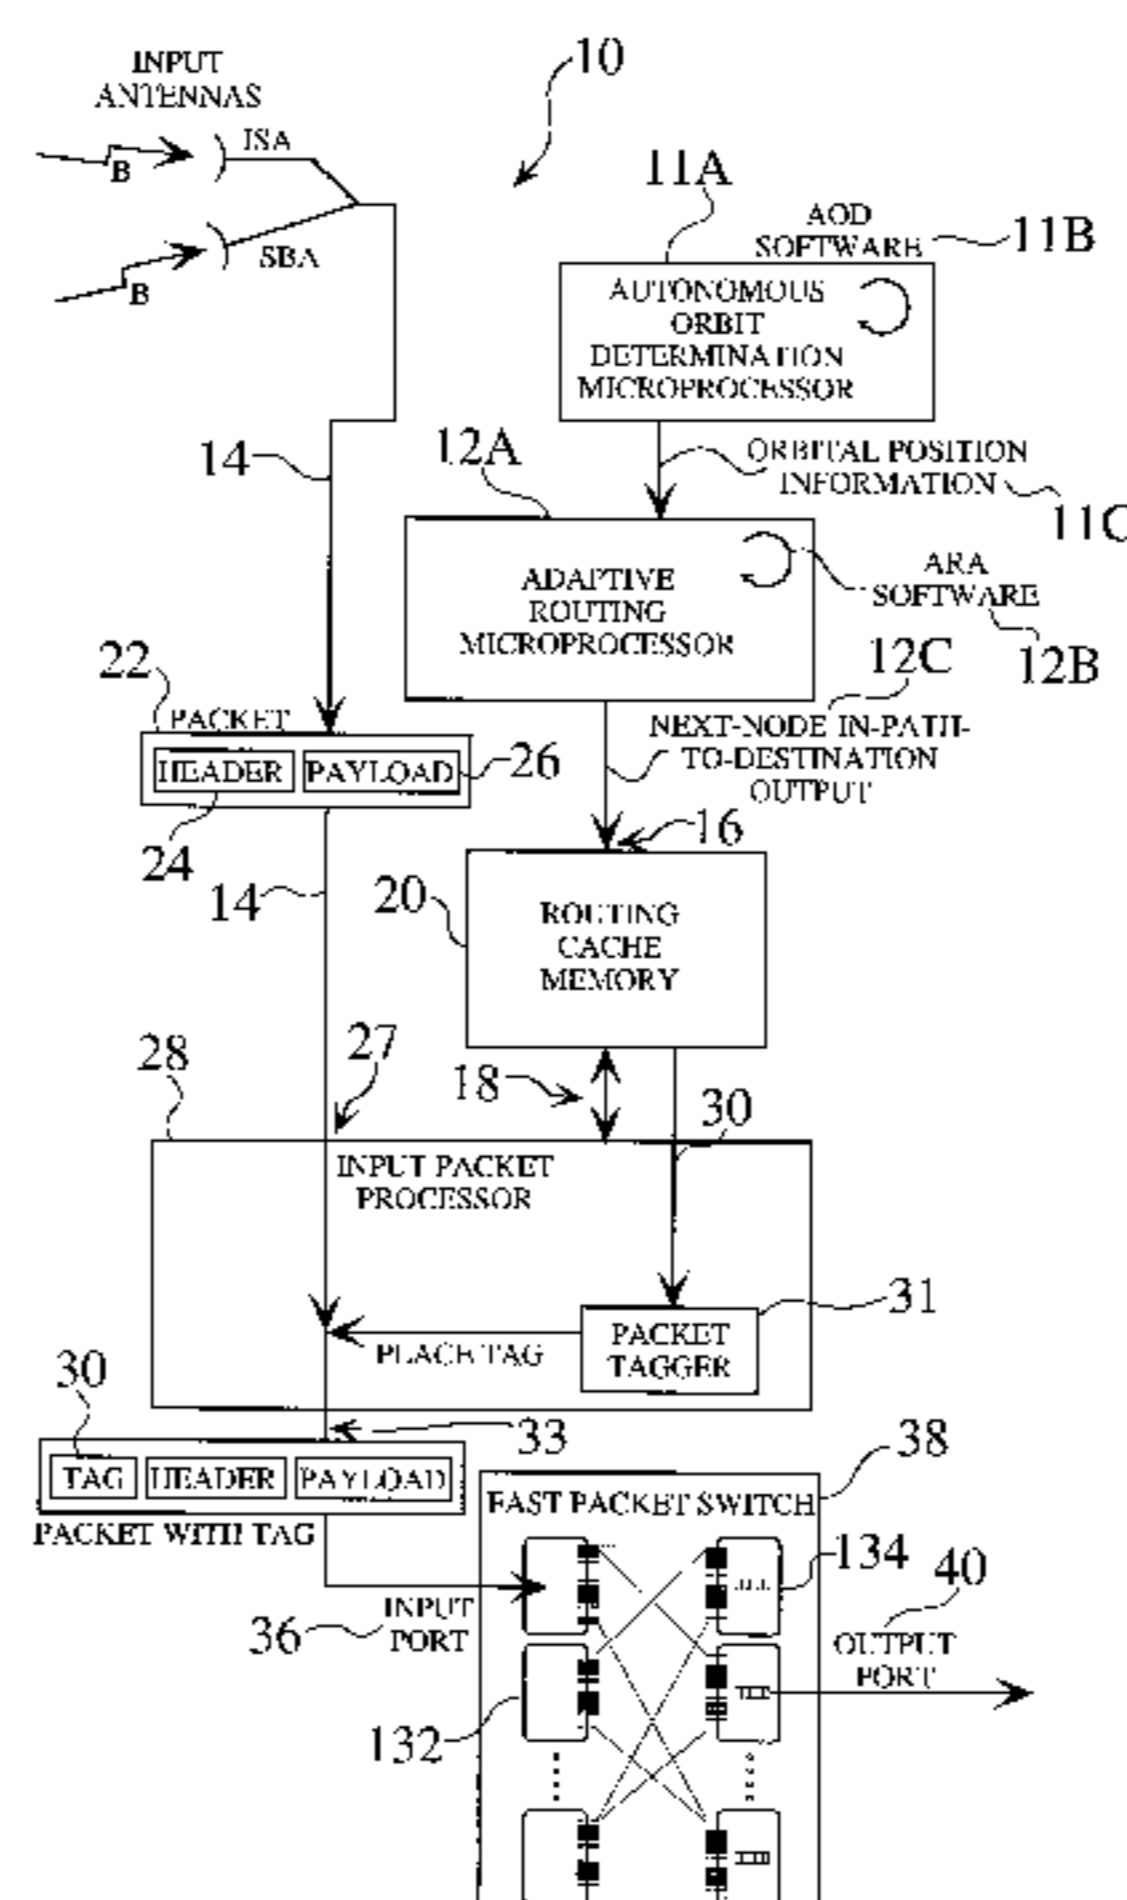 INPUT
ANTENNAS
10
ISA
B
SBA
B
11A
AOD
SOFTWARE
11B
AUTONOMOUS
ORBIT
DETERMINATION
MICROPROCESSOR
14
12A
ORBITAL POSITION
INFORMATION
11C
ADAPTIVE
ROUTING
MICROPROCESSOR
ARA
SOFTWARE
12B
12C
22
PACKET
HEADER
PAYLOAD
26
NEXT-NODE IN-PATH-
TO-DESTINATION
OUTPUT
24
14
16
20
ROUTING
CACHE
MEMORY
28
27
18
30
INPUT PACKET
PROCESSOR
31
PACKET
TAGGER
PLACE TAG
30
33
TAG
HEADER
PAYLOAD
PACKET WITH TAG
38
FAST PACKET SWITCH
134
40
36
INPUT
PORT
OUTPUT
PORT
132